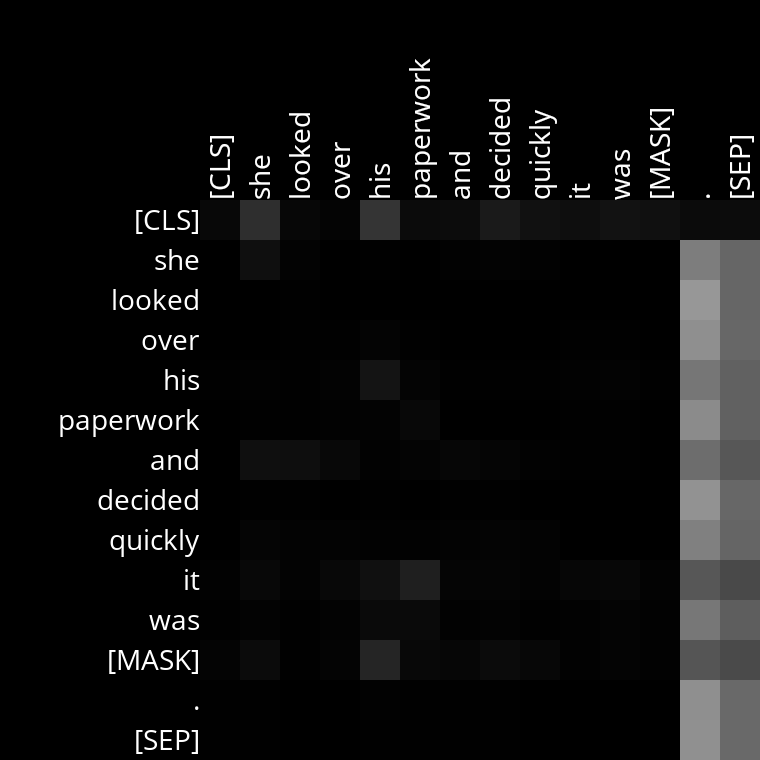 [CLS] she looked over his paperwork and decided quickly it was [MASK] . [SEP]
[CLS]
she
looked
over
his
paperwork
and
decided
quickly
it
was
[MASK]
.
[SEP]